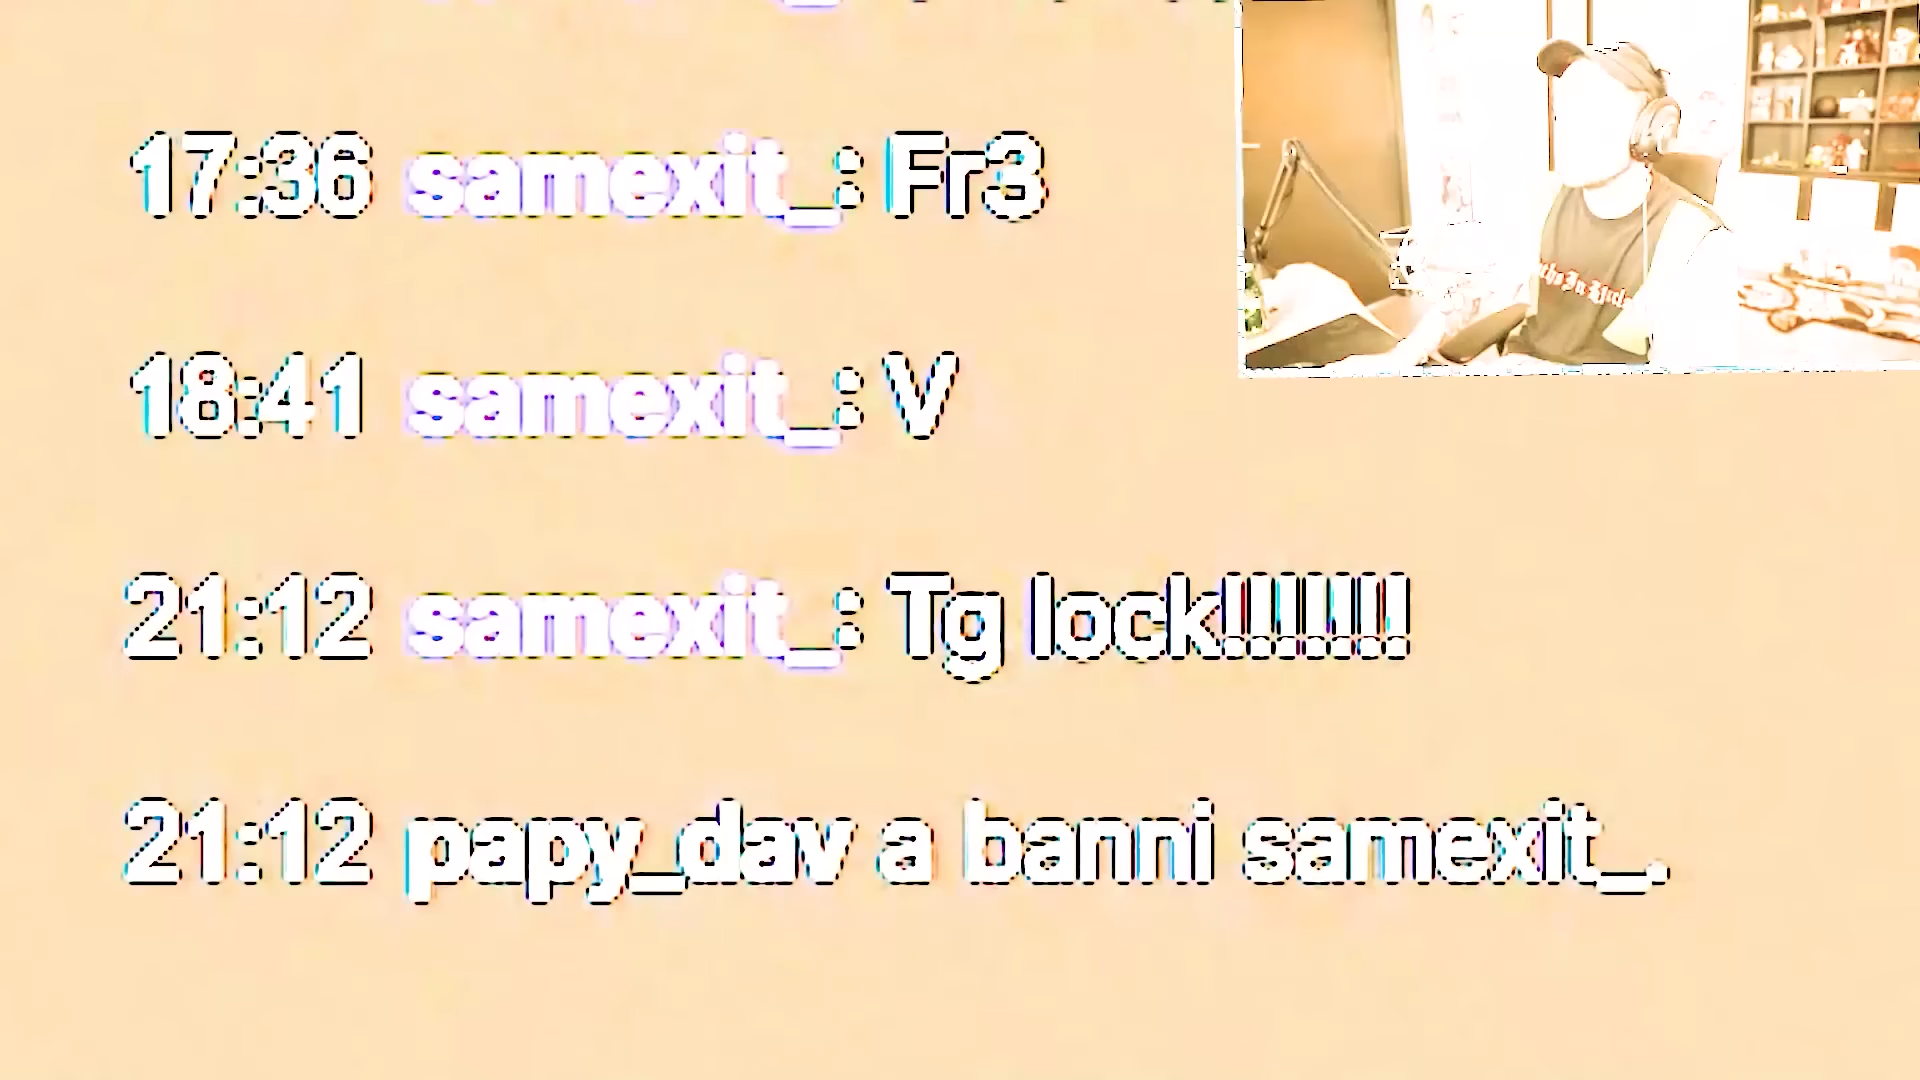 17:36 samexit_: Fr3
18:41 samexit_: V
21:12 samexit_: Tg lock!!!!!!!
21:12 papy_dav a banni samexit_.